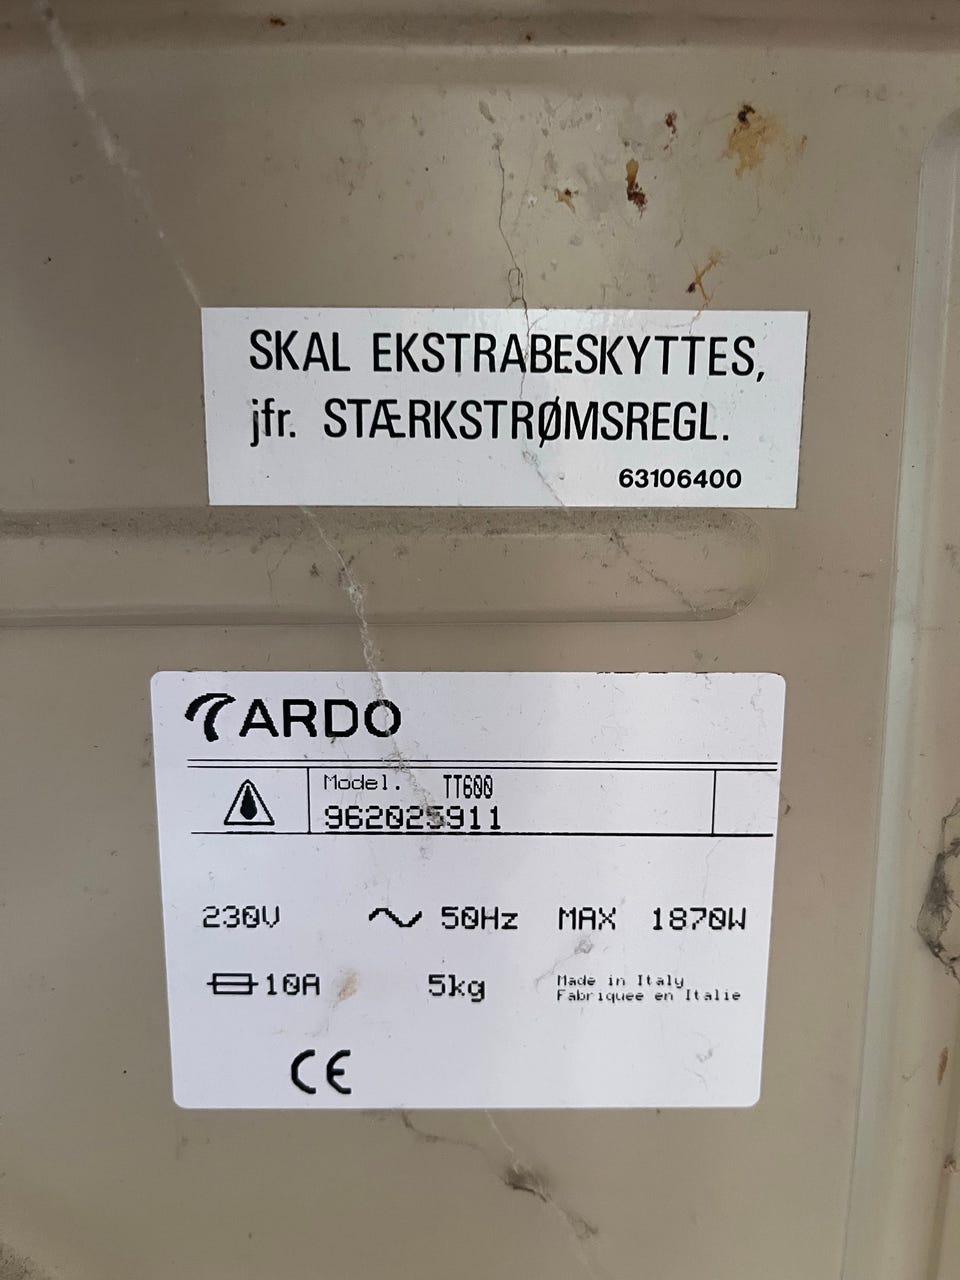 SKAL EKSTRABESKYTTES,
jfr. STÆRKSTRØMSREGL.
63106400
ARDO
Model. TT600
962025911
230V 50Hz MAX 1870W
10A 5kg Made in Italy
Fabriquee en Italie
CE